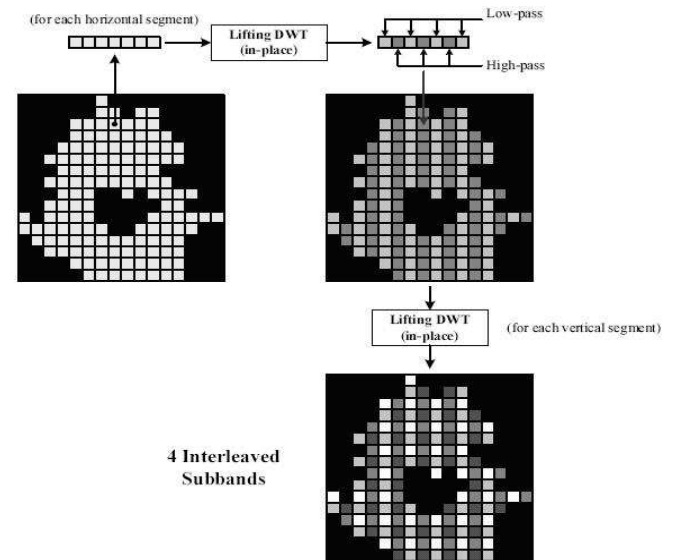 (for each horizontal segment)
Lifting DWT
(in-place)
Low-pass
High-pass
Lifting DWT
(in-place)
(for each vertical segment)
4 Interleaved
Subbands